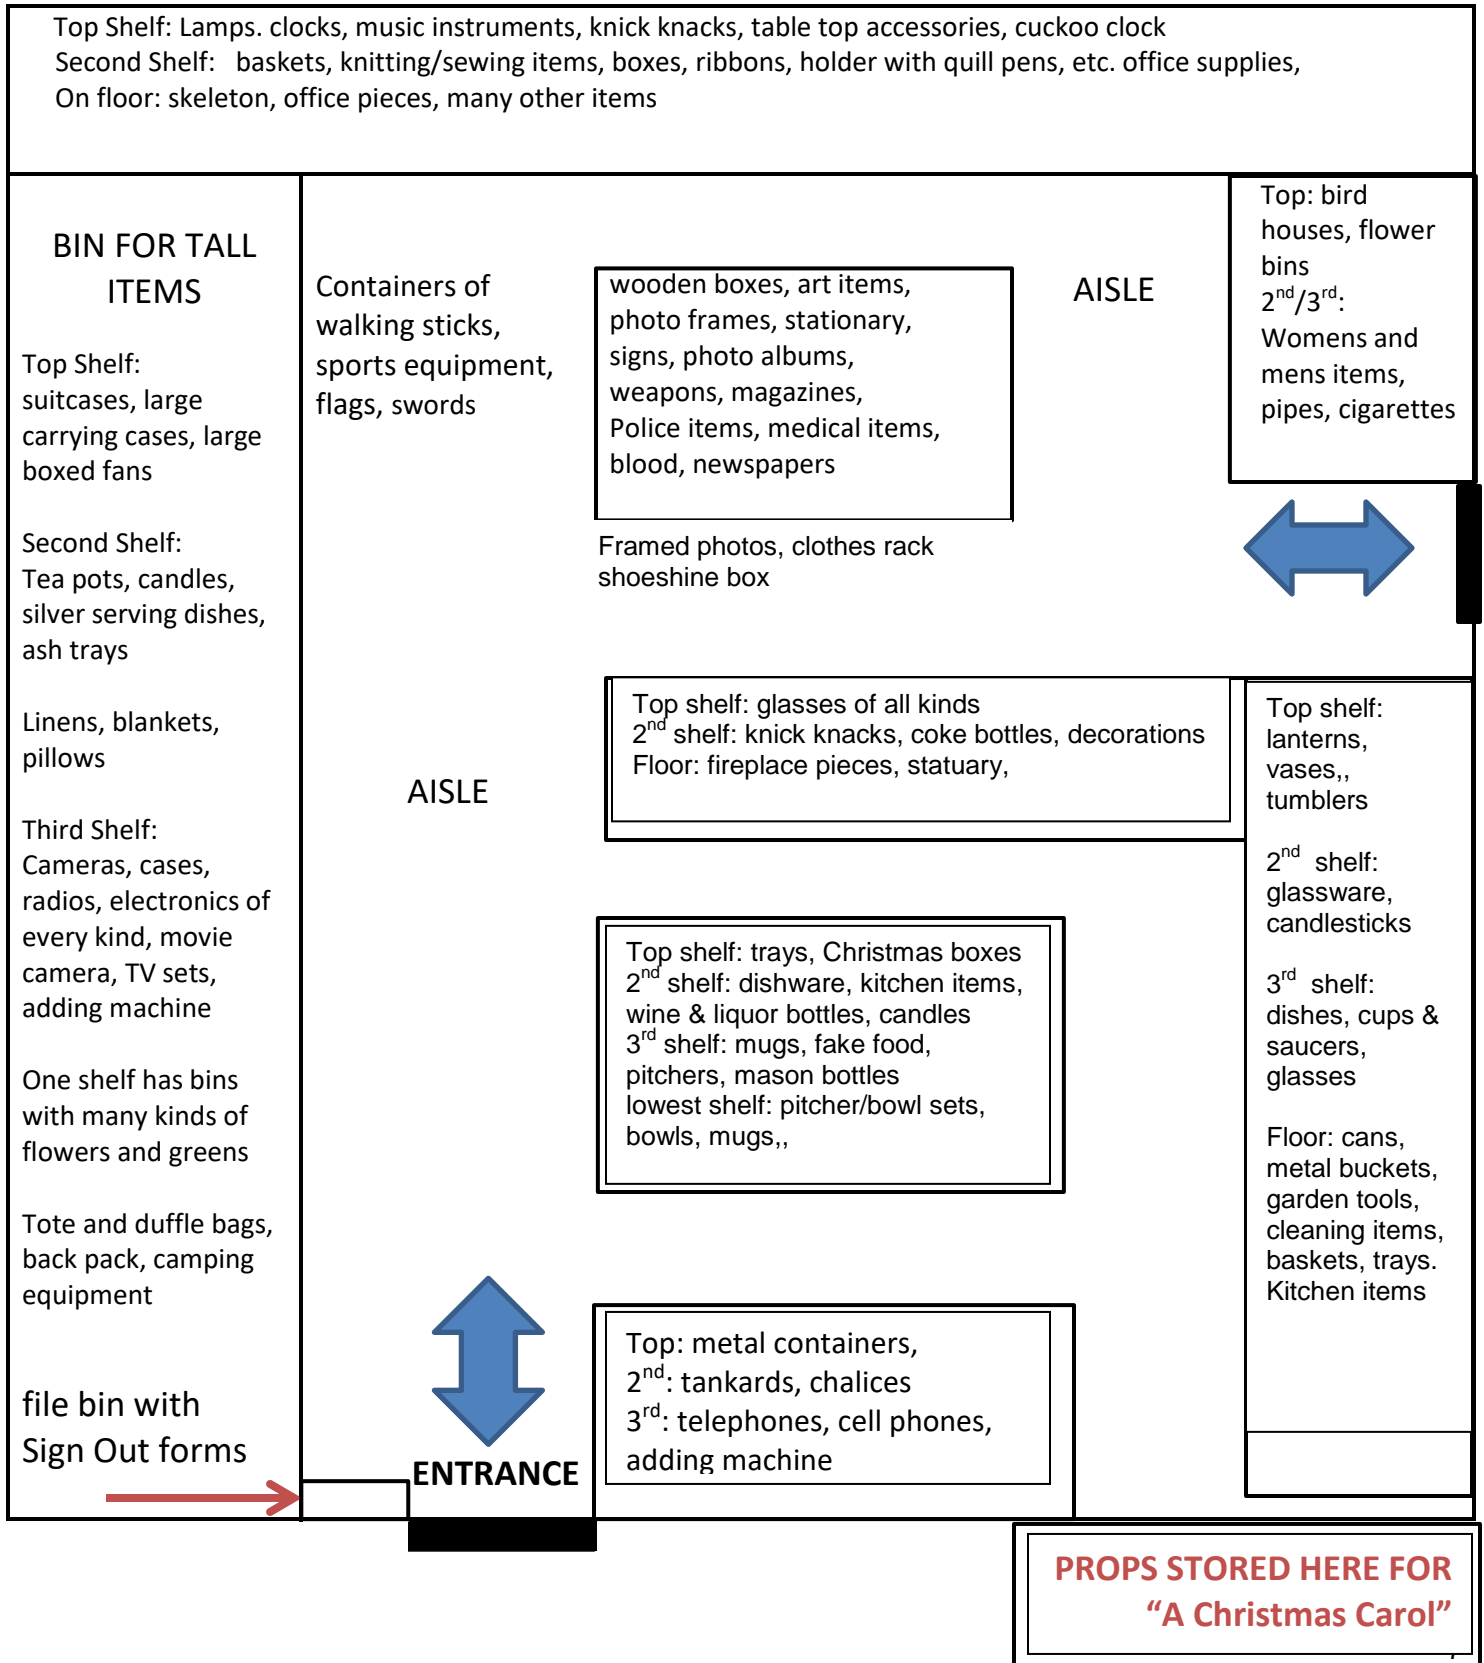 Top Shelf: Lamps. clocks, music instruments, knick knacks, table top accessories, cuckoo clock
Second Shelf:   baskets, knitting/sewing items, boxes, ribbons, holder with quill pens, etc. office supplies,
On floor: skeleton, office pieces, many other items
BIN FOR TALL
ITEMS
Top Shelf:
suitcases, large
carrying cases, large
boxed fans
Second Shelf:
Tea pots, candles,
silver serving dishes,
ash trays
Linens, blankets,
pillows
Third Shelf:
Cameras, cases,
radios, electronics of
every kind, movie
camera, TV sets,
adding machine
One shelf has bins
with many kinds of
flowers and greens
Tote and duffle bags,
back pack, camping
equipment
file bin with
Sign Out forms
Containers of
walking sticks,
sports equipment,
flags, swords
wooden boxes, art items,
photo frames, stationary,
signs, photo albums,
weapons, magazines,
Police items, medical items,
blood, newspapers
Framed photos, clothes rack
shoeshine box
AISLE
Top: bird
houses, flower
bins
2nd/3rd:
Womens and
mens items,
pipes, cigarettes
AISLE
Top shelf: glasses of all kinds
2nd shelf: knick knacks, coke bottles, decorations
Floor: fireplace pieces, statuary,
Top shelf:
lanterns,
vases,,
tumblers
2nd  shelf:
glassware,
candlesticks
3rd  shelf:
dishes, cups &
saucers,
glasses
Floor: cans,
metal buckets,
garden tools,
cleaning items,
baskets, trays.
Kitchen items
Top shelf: trays, Christmas boxes
2nd shelf: dishware, kitchen items,
wine & liquor bottles, candles
3rd shelf: mugs, fake food,
pitchers, mason bottles
lowest shelf: pitcher/bowl sets,
bowls, mugs,,
Top: metal containers,
2nd: tankards, chalices
3rd: telephones, cell phones,
adding machine
ENTRANCE
PROPS STORED HERE FOR
“A Christmas Carol”